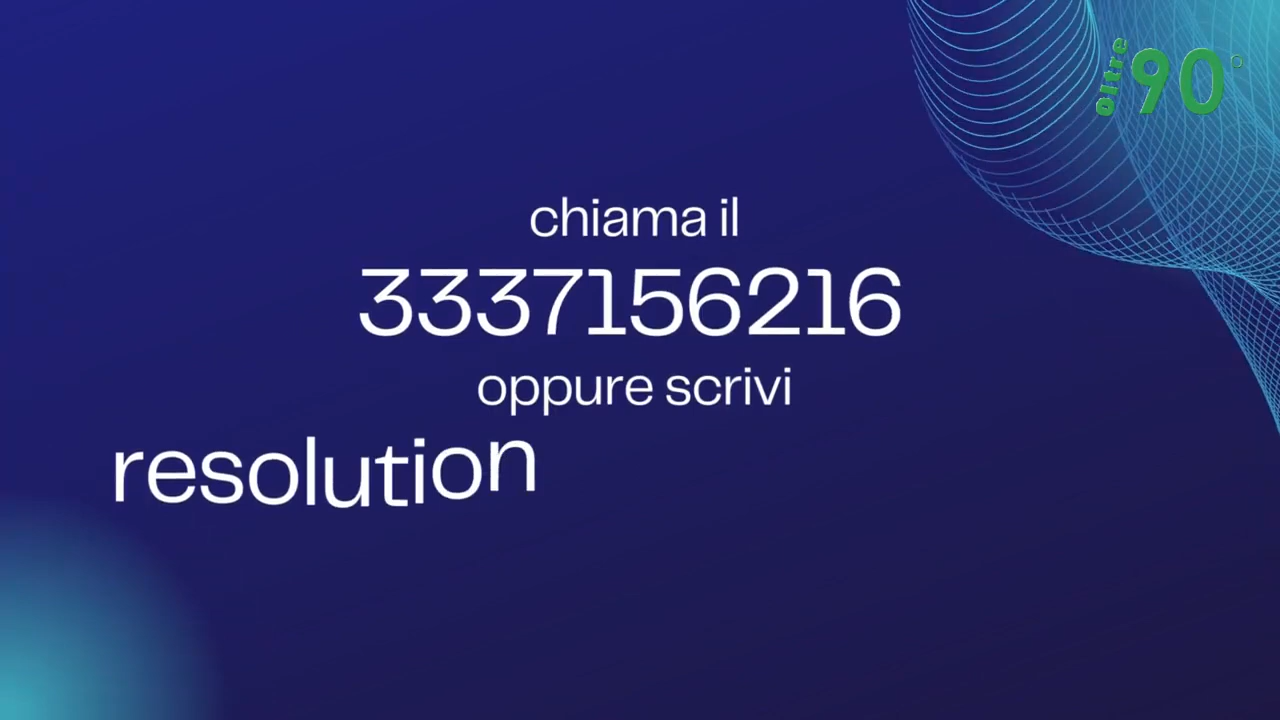 oltre 90°
chiama il
3337156216
oppure scrivi
resolution